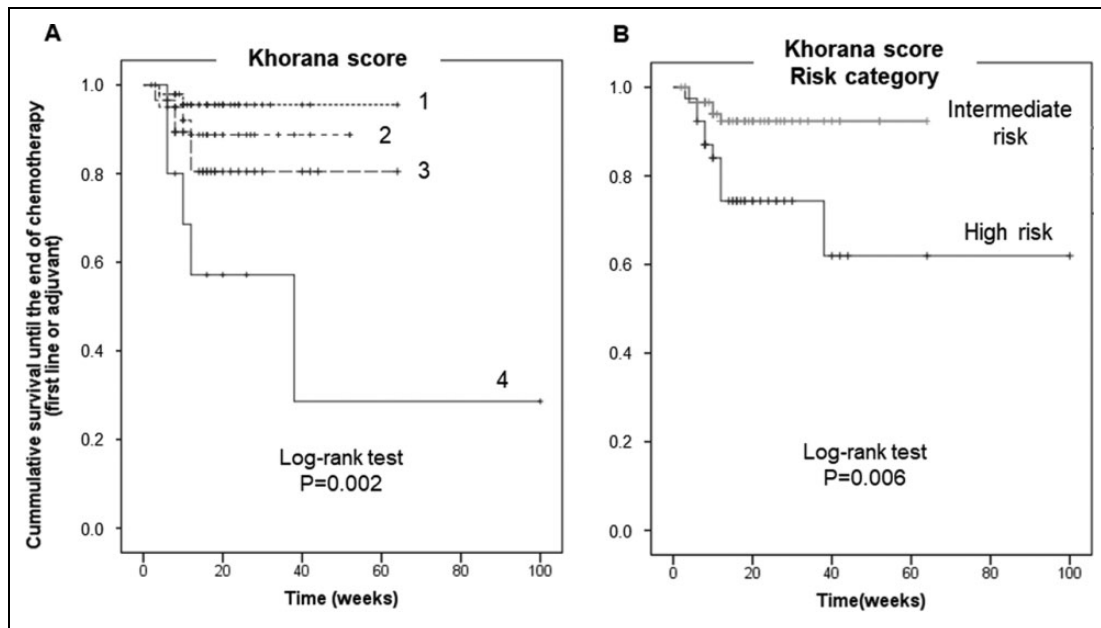 A
Khorana score
Cummulative survival until the end of chemotherapy
(first line or adjuvant)
1.0
0.8
0.6
0.4
0.2
0.0
1
2
3
4
Log-rank test
P=0.002
0 20 40 60 80 100
Time (weeks)
B
Khorana score
Risk category
1.0
0.8
0.6
0.4
0.2
0.0
Intermediate
risk
High risk
Log-rank test
P=0.006
0 20 40 60 80 100
Time(weeks)